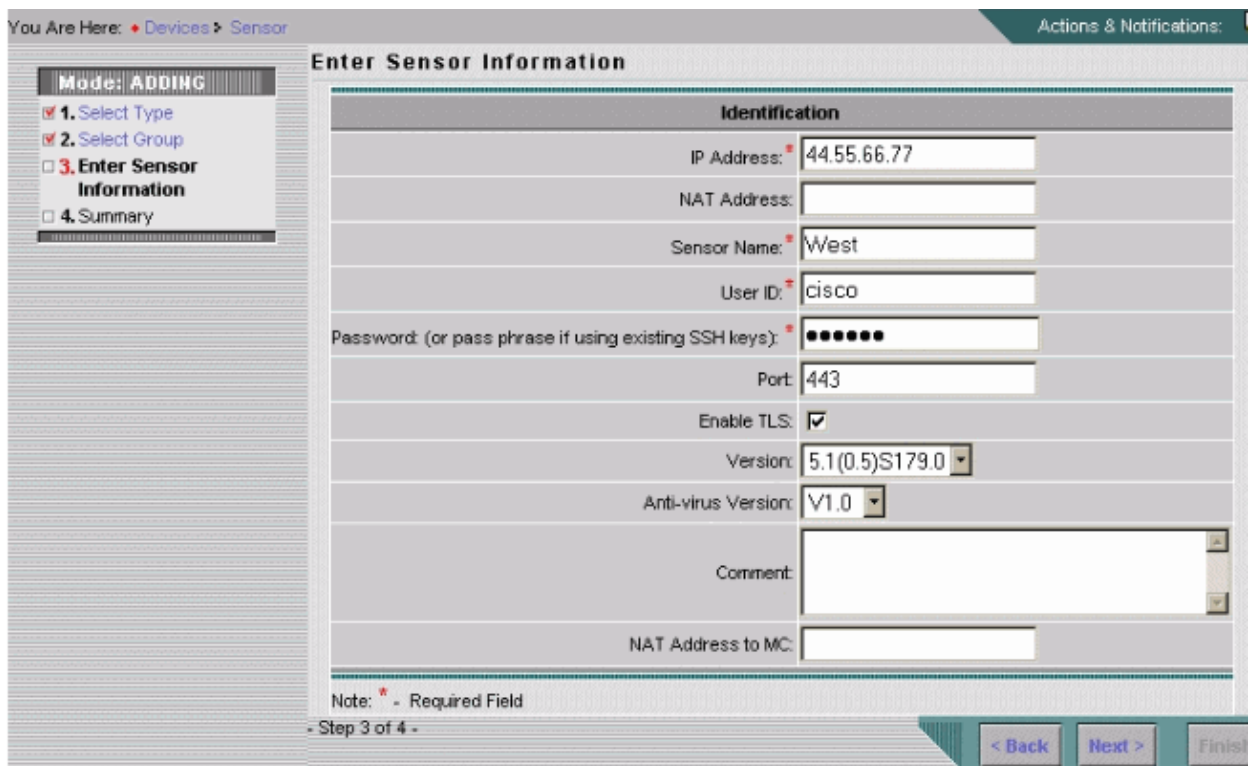 You Are Here: ◆ Devices > Sensor
Actions & Notifications:
Mode: ADDING
1. Select Type
2. Select Group
3. Enter Sensor Information
4. Summary
Enter Sensor Information
Identification
IP Address:* 44.55.66.77
NAT Address:
Sensor Name:* West
User ID:* cisco
Password: (or pass phrase if using existing SSH keys): * ●●●●●●
Port: 443
Enable TLS:
Version: 5.1(0.5)S179.0
Anti-virus Version: V1.0
Comment:
NAT Address to MC:
Note: * - Required Field
- Step 3 of 4 -
< Back
Next >
Finish